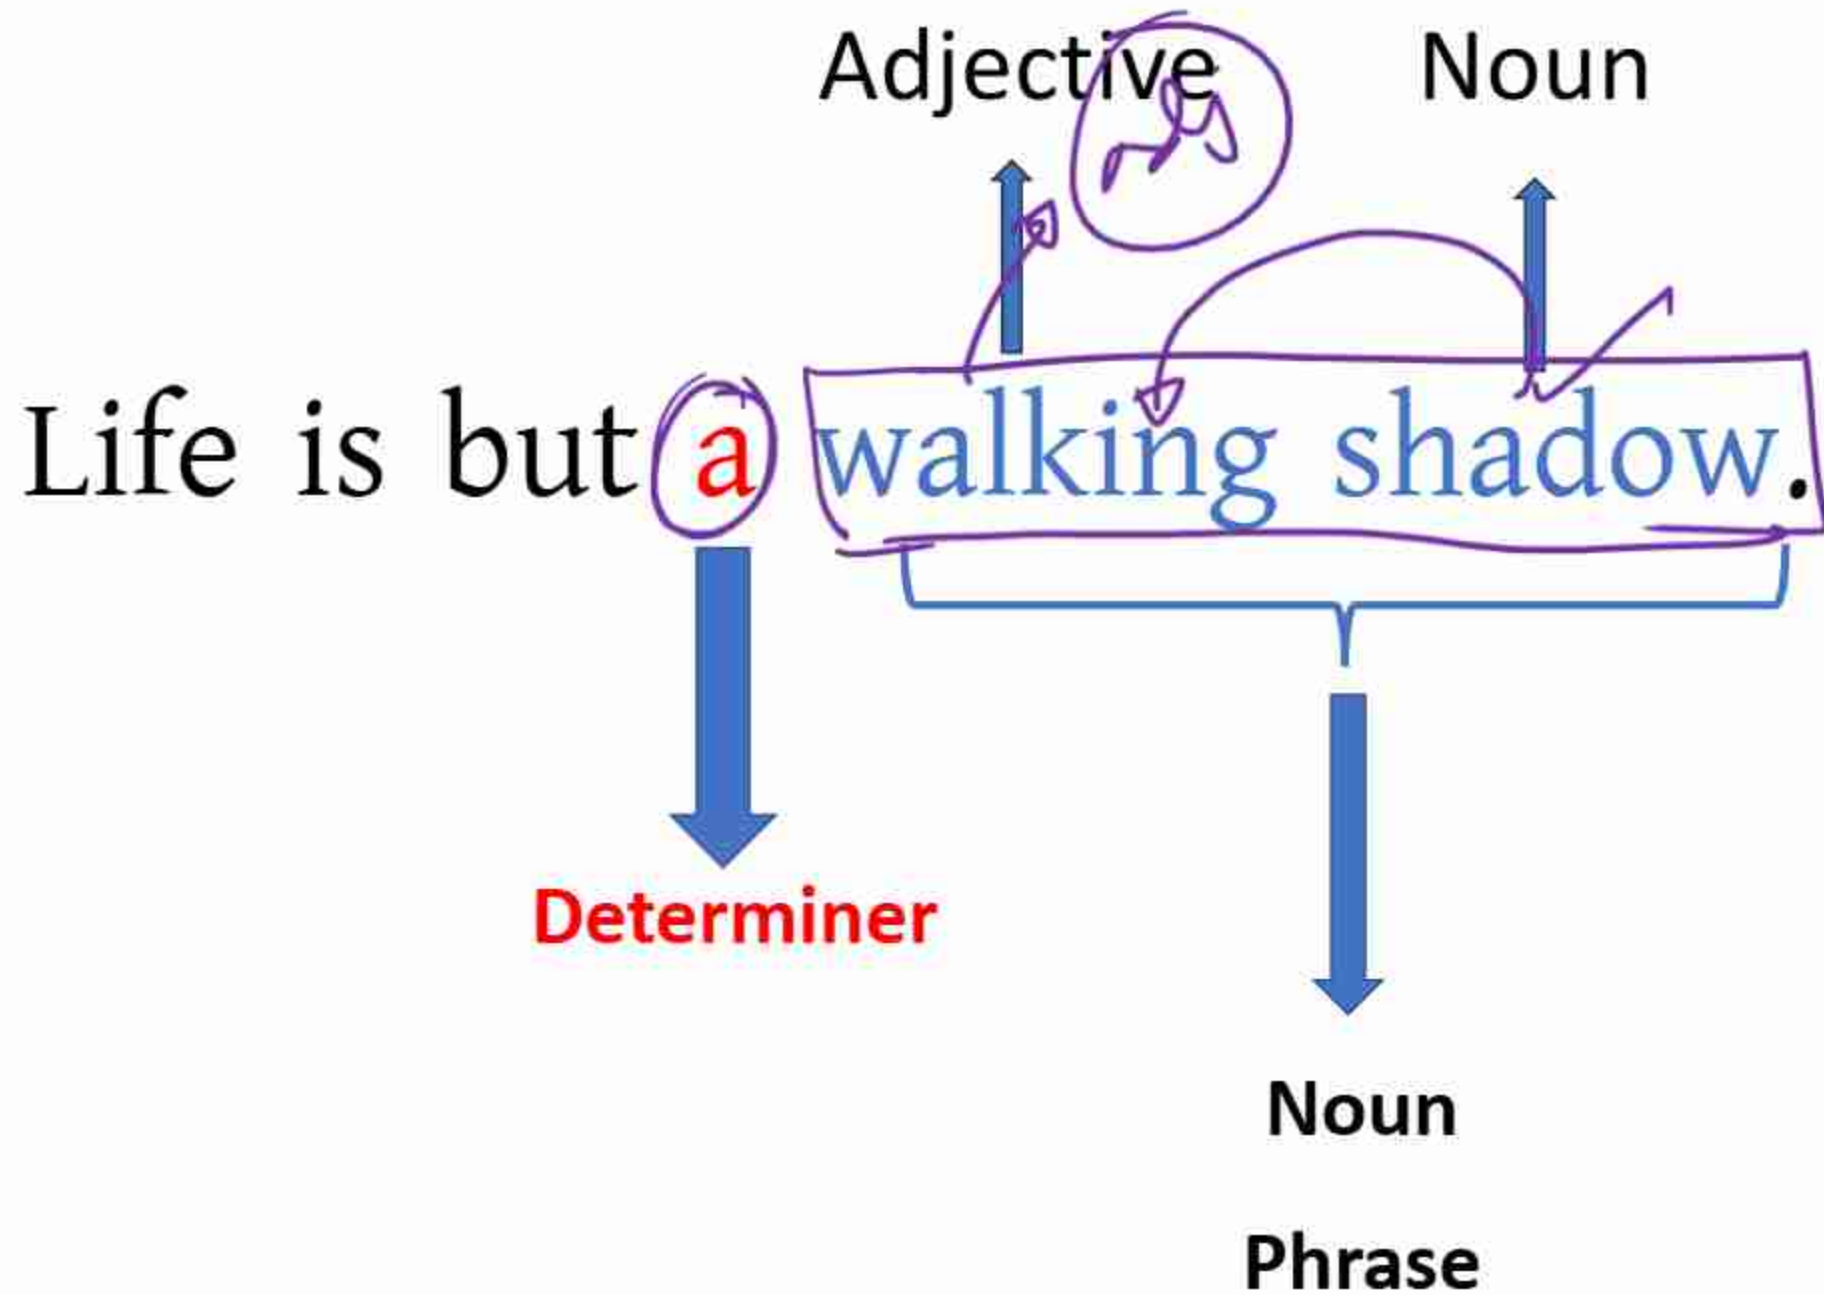 Adjective Noun
Life is but a walking shadow.
Determiner
Noun
Phrase